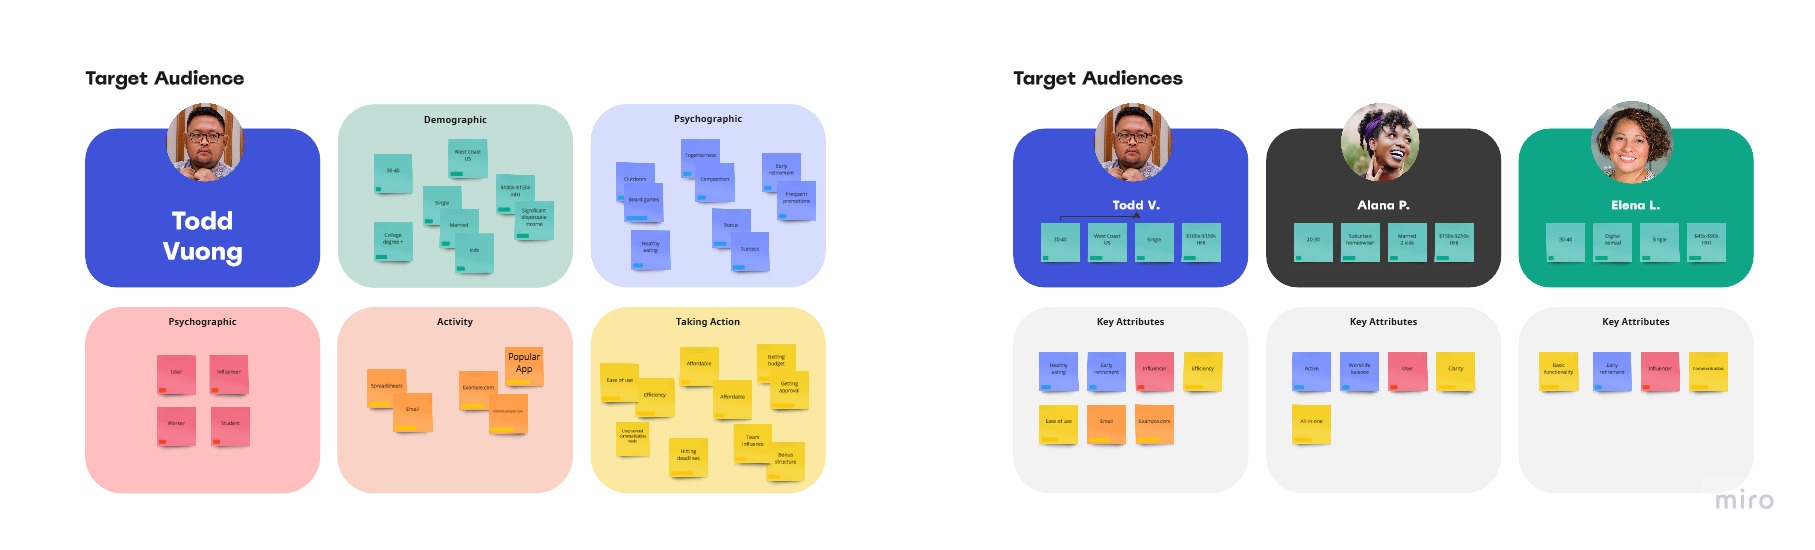 Target Audience
Todd
Vuong
Demographic
30-40
West Coast
US
Single
Married
Kids
$100k-$150k
HHI
Significant
disposable
income
College
degree +
Psychographic
Togetherness
Outdoors
Board games
Competition
Early
retirement
Frequent
promotions
Status
Success
Healthy
eating
Psychographic
User
Influencer
Worker
Student
Activity
Spreadsheets
Email
Example.com
Popular
App
Taking Action
Ease of use
Efficiency
Affordable
Affordable
Getting
budget
Getting
approval
communication
tools
Hitting
deadlines
Team
influence
Bonus
structure
Target Audiences
Todd V.
30-40
West Coast
US
Single
$100k-$150k
HHI
Alana P.
20-30
Suburban
homeowner
Married
2 kids
$150k-$250k
HHI
Elena L.
30-40
Digital
nomad
Single
$45k-$90k
HHI
Key Attributes
Healthy
eating
Early
retirement
Influencer
Efficiency
Ease of use
Email
Example.com
Key Attributes
Active
Work/life
balance
User
Clarity
All-in-one
Key Attributes
Basic
functionality
Early
retirement
Influencer
Communication
miro